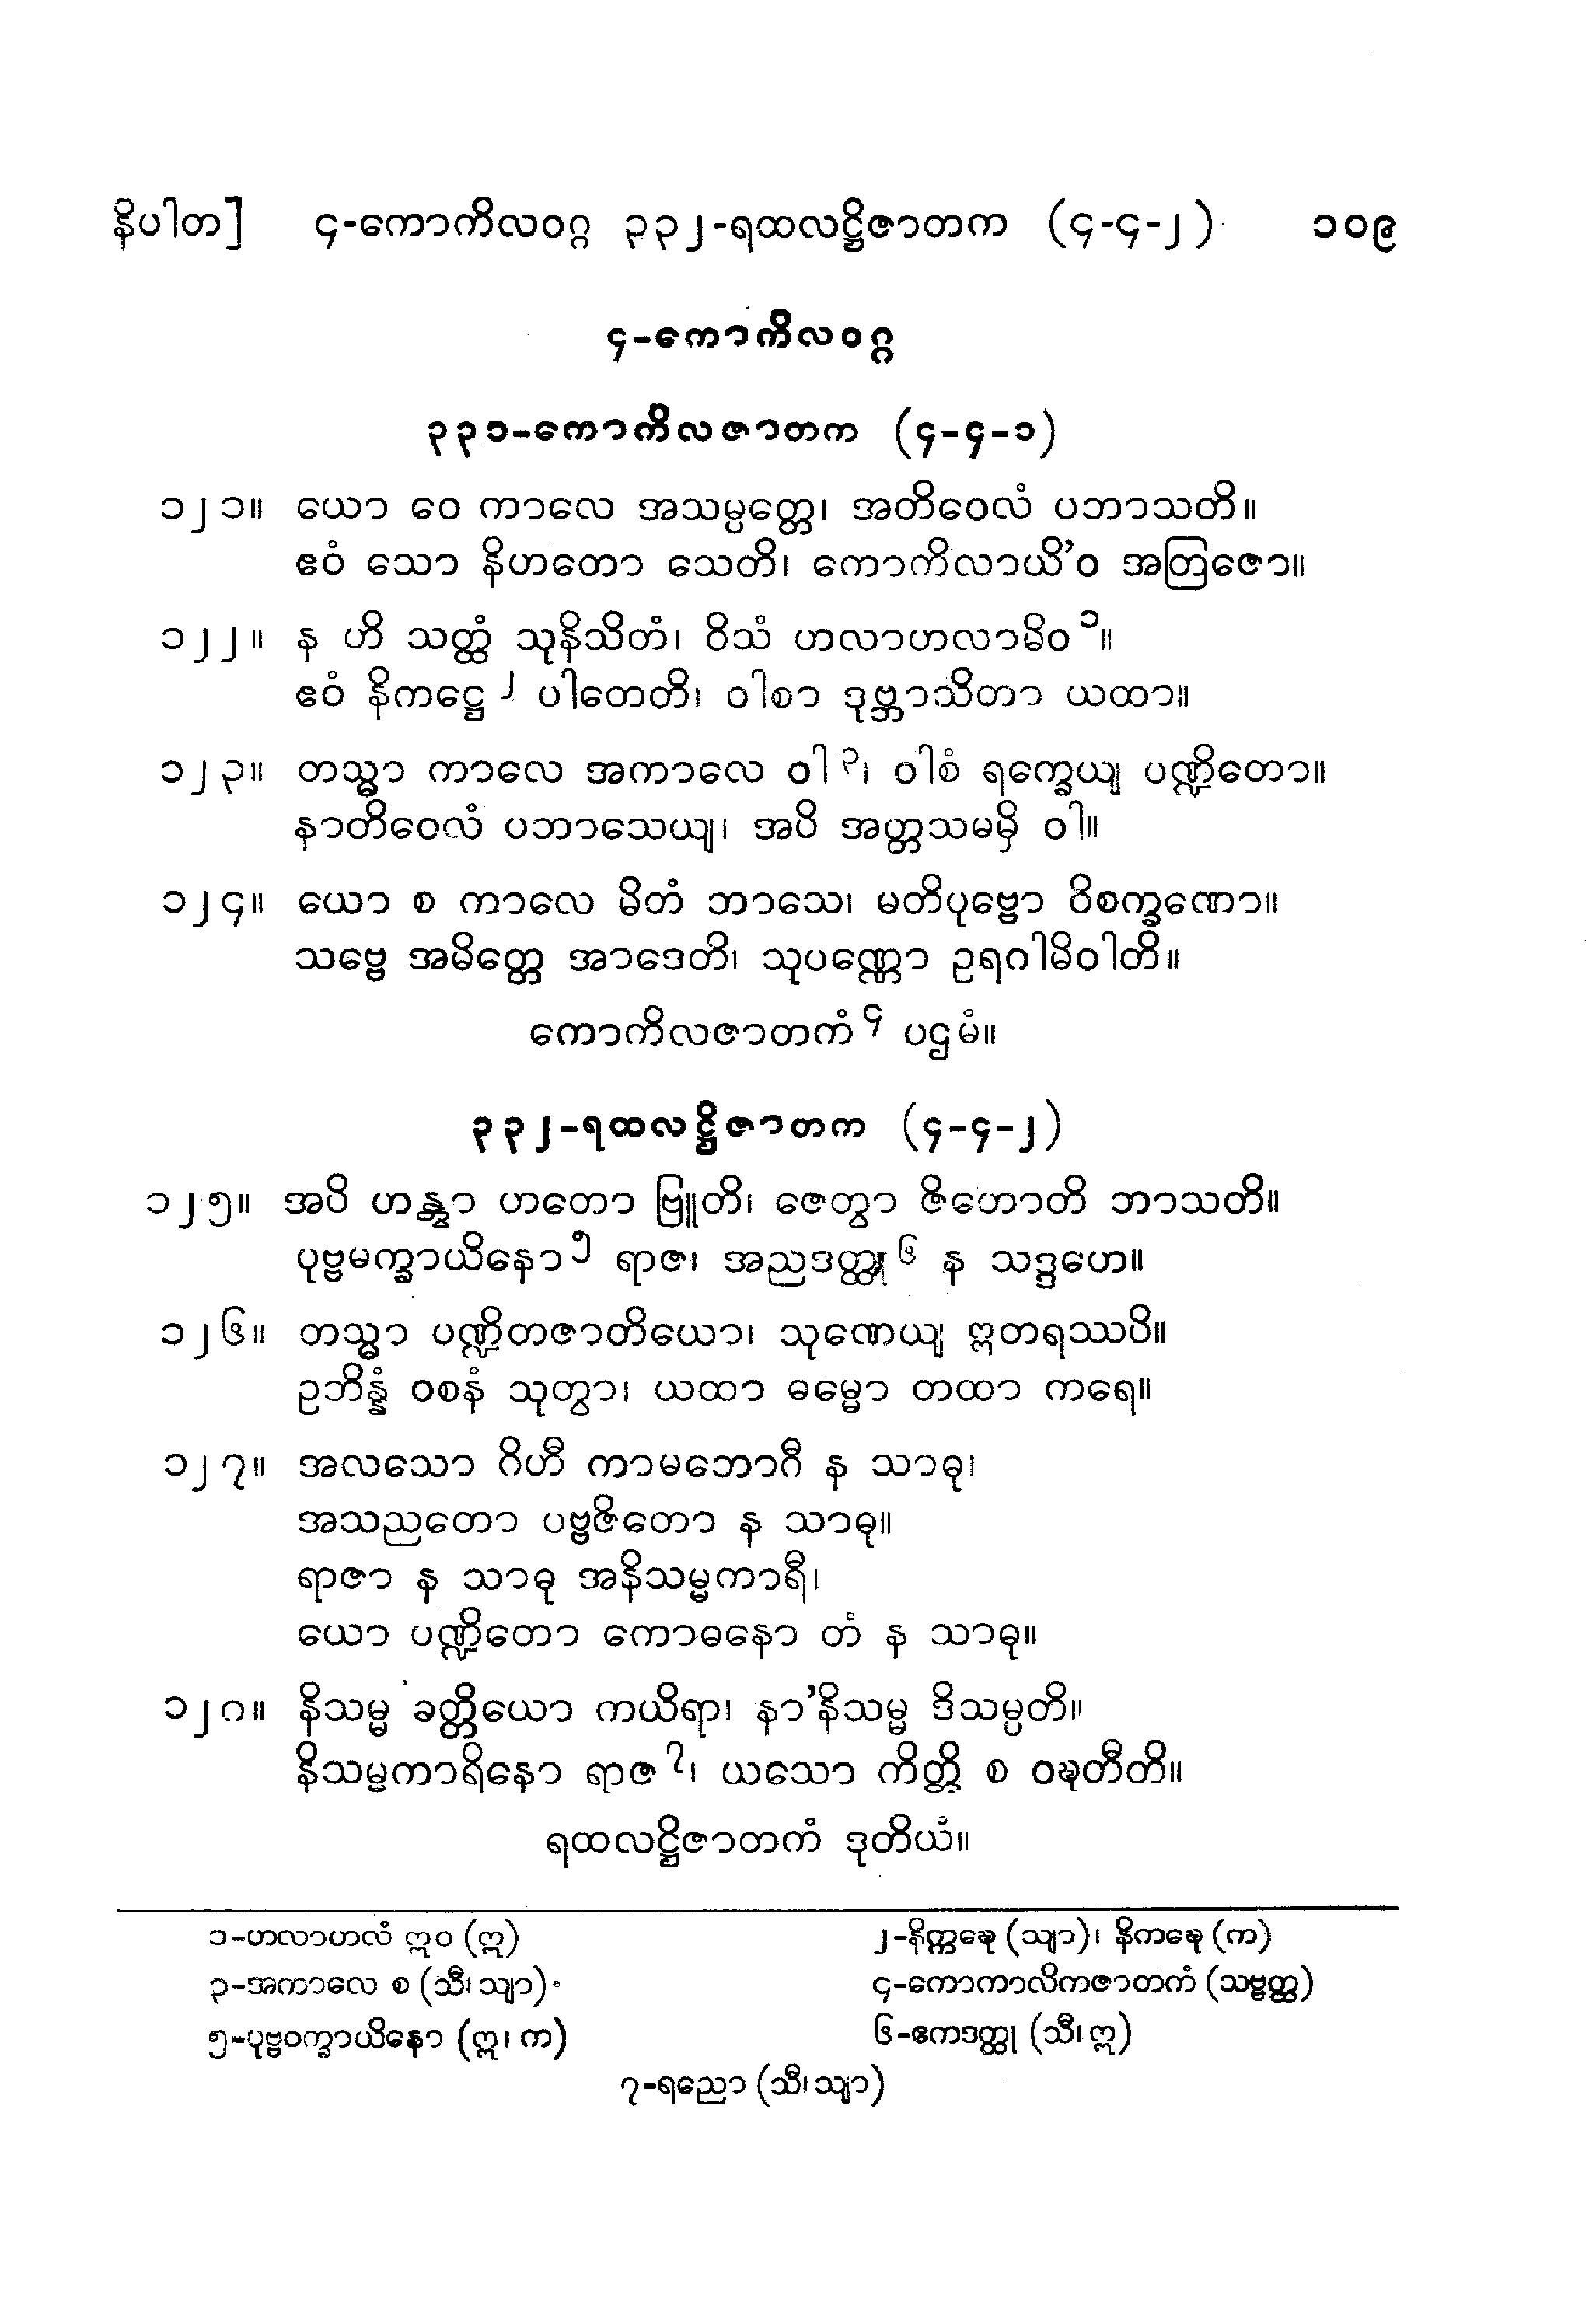 နိပါတ] ၄-ကောကိလဝဂ္ဂ ၃၃၂-ရထလဋ္ဌိဇာတက (၄-၄-၂) ၁၀၉
၄-ကောကိလဝဂ္ဂ
၃၃၁-ကောကိလဇာတက (၄-၄-၁)
၁၂၁။ ယော ဝေ ကာလေ အသမ္ပတ္တေ၊ အတိဝေလံ ပဘာသတိ။
ဧဝံ သော နိဟတော သေတိ၊ ကောကိလာယိ’ဝ အတြဇော။
၁၂၂။ န ဟိ သတ္ထံ သုနိသိတံ၊ ဝိသံ ဟလာဟလာမိဝ ၁။
ဧဝံ နိကဋ္ဌေ ၂ ပါတေတိ၊ ဝါစာ ဒုဗ္ဘာသိတာ ယထာ။
၁၂၃။ တသ္မာ ကာလေ အကာလေ ဝါ ၃၊ ဝါစံ ရက္ခေယျ ပဏ္ဍိတော။
နာတိဝေလံ ပဘာသေယျ၊ အပိ အတ္တသမမှိ ဝါ။
၁၂၄။ ယော စ ကာလေ မိတံ ဘာသေ၊ မတိပုဗ္ဗော ဝိစက္ခဏော။
သဗ္ဗေ အမိတ္တေ အာဒေတိ၊ သုပဏ္ဏော ဥရဂါမိဝါတိ။
ကောကိလဇာတကံ ၄ ပဌမံ။
၃၃၂-ရထလဋ္ဌိဇာတက (၄-၄-၂)
၁၂၅။ အပိ ဟန္တွာ ဟတော ဗြူတိ၊ ဇေတွာ ဇိတောတိ ဘာသတိ။
ပုဗ္ဗမက္ခာယိနော ၅ ရာဇ၊ အညဒတ္ထု ၆ န သဒ္ဒဟေ။
၁၂၆။ တသ္မာ ပဏ္ဍိတဇာတိယော၊ သုဏေယျ ဣတရဿပိ။
ဥဘိန္နံ ဝစနံ သုတွာ၊ ယထာ ဓမ္မော တထာ ကရေ။
၁၂၇။ အလသော ဂိဟီ ကာမဘောဂီ န သာဓု၊
အသညတော ပဗ္ဗဇိတော န သာဓု။
ရာဇာ န သာဓု အနိသမ္မကာရီ၊
ယော ပဏ္ဍိတော ကောဓနော တံ န သာဓု။
၁၂၈။ နိသမ္မ ခတ္တိယော ကယိရာ၊ နာ’နိသမ္မ ဒိသမ္ပတိ။
နိသမ္မကာရိနော ရာဇ ၇၊ ယသော ကိတ္တိ စ ဝဍ္ဎတီတိ။
ရထလဋ္ဌိဇာတကံ ဒုတိယံ။
၁-ဟလာဟလံ ဣဝ (ဣ) ၂-နိက္ကဍ္ဎေ (သျာ)၊ နိကဍ္ဎေ (က)
၃-အကာလေ စ (သီ၊ သျာ) ၄-ကောကာလိကဇာတကံ (သဗ္ဗတ္ထ)
၅-ပုဗ္ဗဝက္ခာယိနော (ဣ၊ က) ၆-ဧကဒတ္ထု (သီ၊ ဣ)
၇-ရညော (သီ၊ သျာ)